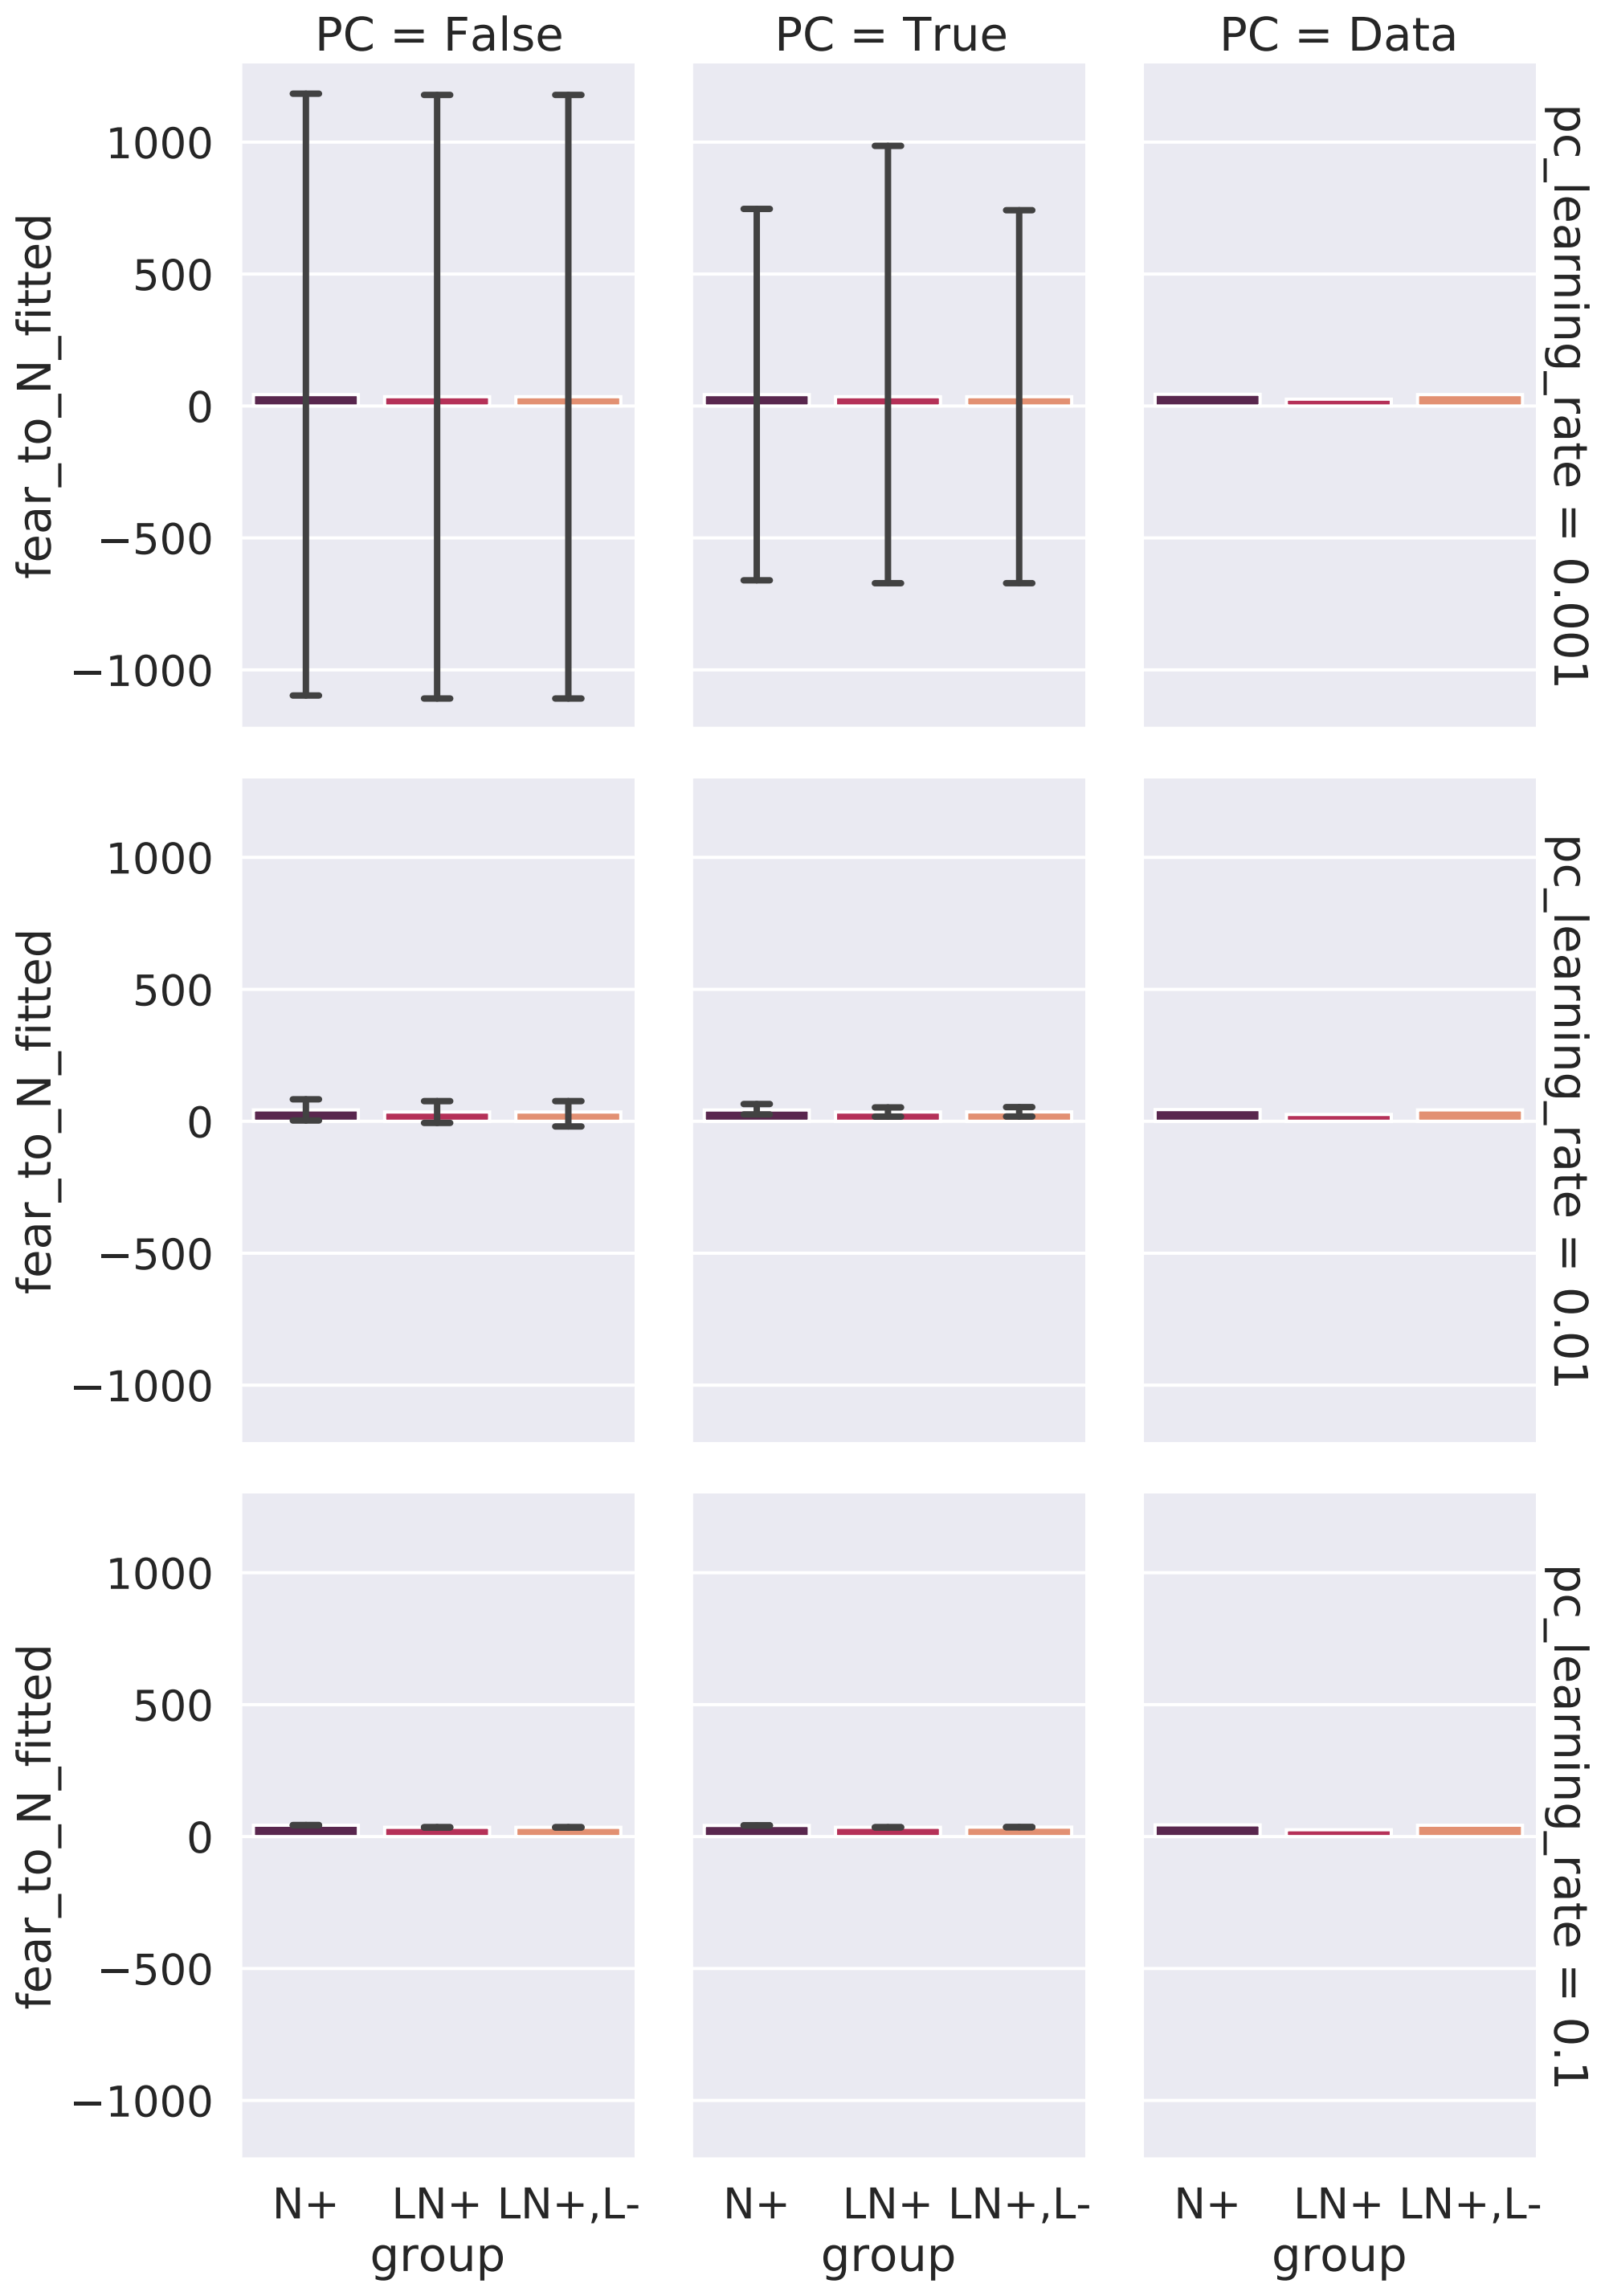 PC = False
PC = True
PC = Data
fear_to_N_fitted
1000
500
0
−500
−1000
pc_learning_rate = 0.001
fear_to_N_fitted
1000
500
0
−500
−1000
pc_learning_rate = 0.01
fear_to_N_fitted
1000
500
0
−500
−1000
pc_learning_rate = 0.1
N+ LN+ LN+,L-
N+ LN+ LN+,L-
N+ LN+ LN+,L-
group
group
group